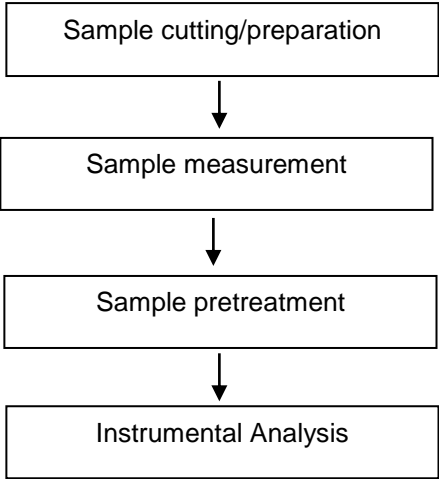 Sample cutting/preparation
Sample measurement
Sample pretreatment
Instrumental Analysis